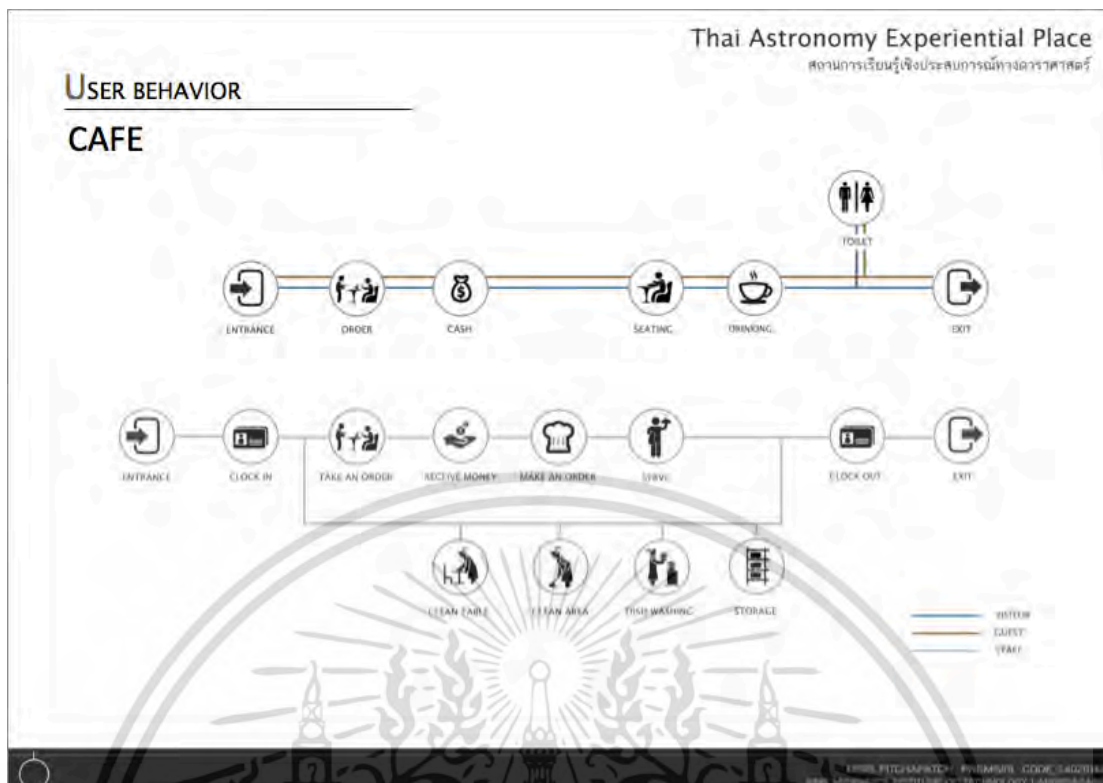 Thai Astronomy Experiential Place
สถานการเรียนรู้เชิงประสบการณ์ทางดาราศาสตร์
USER BEHAVIOR
CAFE
TOILET
ENTRANCE ORDER CASH SEATING DRINKING EXIT
ENTRANCE CLOCK IN TAKE AN ORDER RECEIVE MONEY MAKE AN ORDER SERVE CLOCK OUT EXIT
CLEAN TABLE CLEAN AREA DISH WASHING STORAGE
VISITOR
GUEST
STAFF